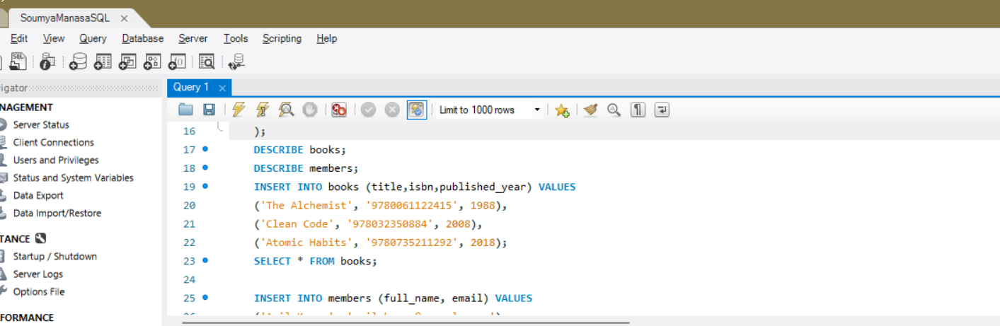 SoumyaManasaSQL ×
Edit View Query Database Server Tools Scripting Help
SQL
igator
Query 1 ×
NAGEMENT
Server Status
Client Connections
Users and Privileges
Status and System Variables
Data Export
Data Import/Restore
TANCE
Startup / Shutdown
Server Logs
Options File
FORMANCE
Limit to 1000 rows
16 );
17 DESCRIBE books;
18 DESCRIBE members;
19 INSERT INTO books (title,isbn,published_year) VALUES
20 ('The Alchemist', '9780061122415', 1988),
21 ('Clean Code', '978032350884', 2008),
22 ('Atomic Habits', '9780735211292', 2018);
23 SELECT * FROM books;
24
25 INSERT INTO members (full_name, email) VALUES